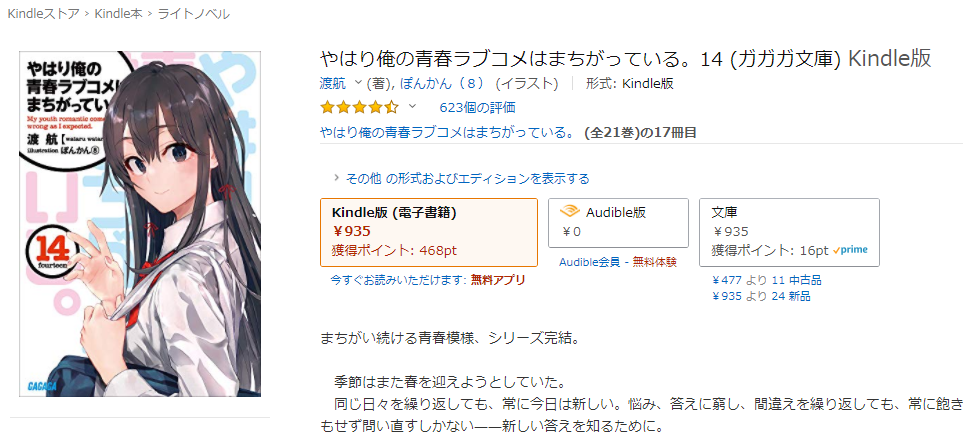 Kindleストア › Kindle本 › ライトノベル
やはり俺の
青春ラブコメは
まちがってい
My youth romantic come
wrong as I expected.
渡 航【wataru watar
illustration ぽんかん⑧
14
fourteen
GAGAGA
やはり俺の青春ラブコメはまちがっている。14 (ガガガ文庫) Kindle版
渡航 (著), ぽんかん（８） (イラスト) 形式: Kindle版
623個の評価
やはり俺の青春ラブコメはまちがっている。 (全21巻)の17冊目
› その他 の形式およびエディションを表示する
Kindle版 (電子書籍)
￥935
獲得ポイント: 468pt
今すぐお読みいただけます: 無料アプリ
Audible版
￥0
Audible会員 - 無料体験
文庫
￥935
獲得ポイント: 16pt prime
￥477 より 11 中古品
￥935 より 24 新品
まちがい続ける青春模様、シリーズ完結。
季節はまた春を迎えようとしていた。
同じ日々を繰り返しても、常に今日は新しい。悩み、答えに窮し、間違えを繰り返しても、常に飽き
もせず問い直すしかない――新しい答えを知るために。